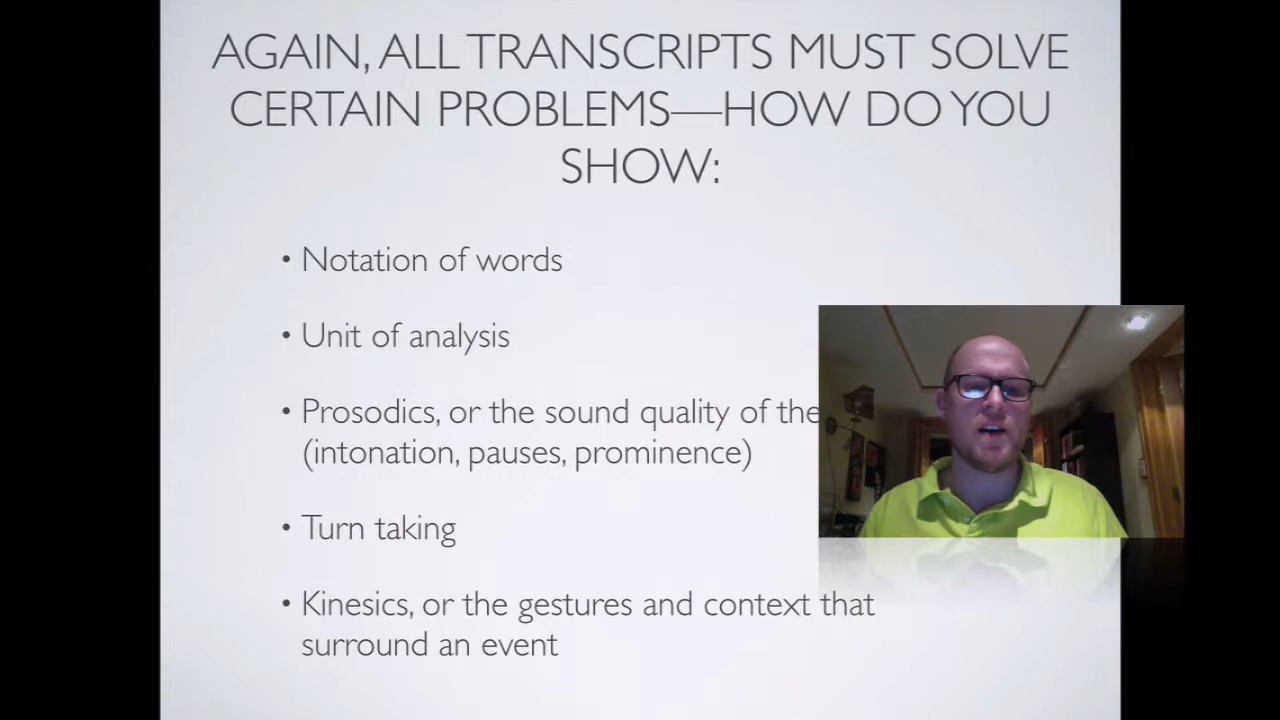 AGAIN, ALL TRANSCRIPTS MUST SOLVE
CERTAIN PROBLEMS—HOW DO YOU
SHOW:
• Notation of words
• Unit of analysis
• Prosodics, or the sound quality of the
(intonation, pauses, prominence)
• Turn taking
• Kinesics, or the gestures and context that
surround an event